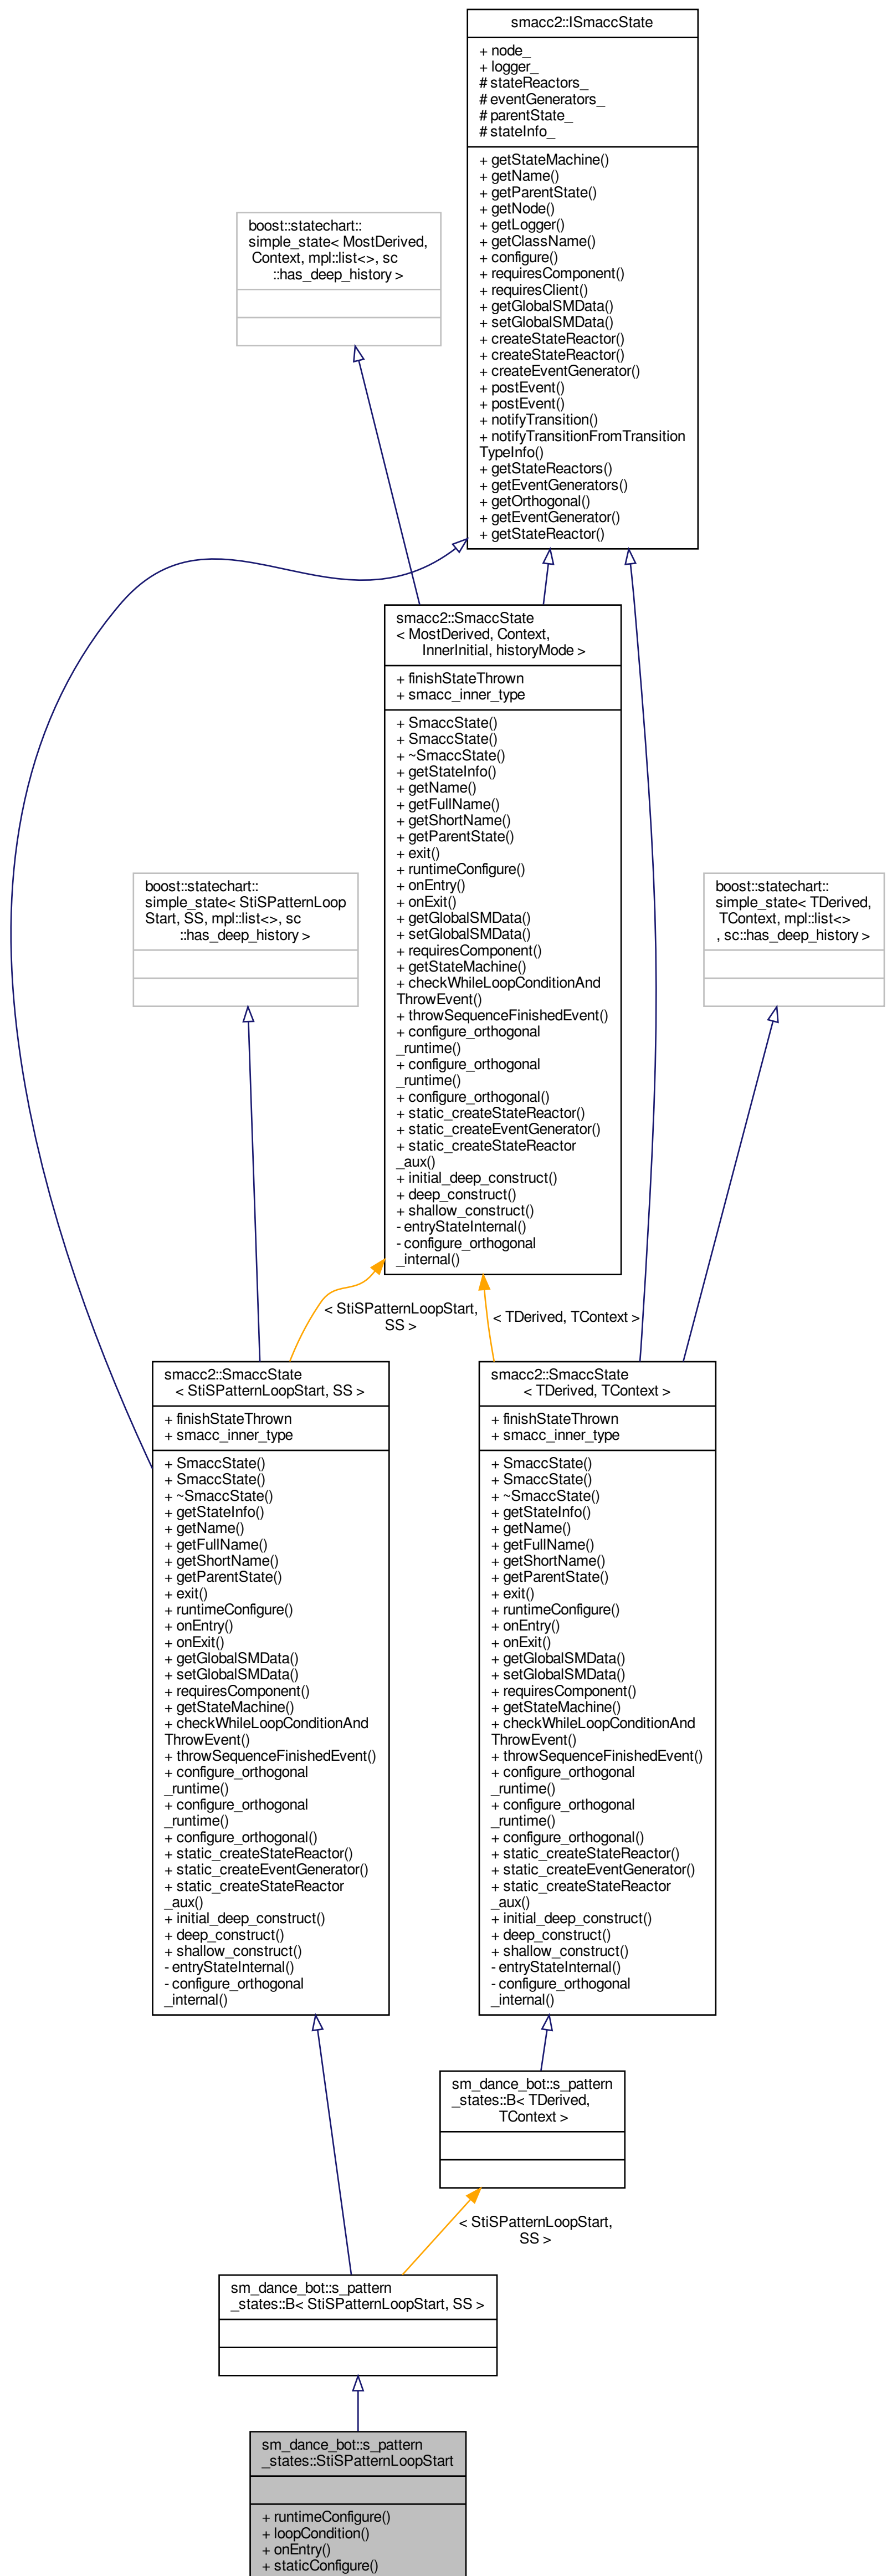 smacc2::ISmaccState
+ node_
+ logger_
# stateReactors_
# eventGenerators_
# parentState_
# stateInfo_
+ getStateMachine()
+ getName()
+ getParentState()
+ getNode()
+ getLogger()
+ getClassName()
+ configure()
+ requiresComponent()
+ requiresClient()
+ getGlobalSMData()
+ setGlobalSMData()
+ createStateReactor()
+ createStateReactor()
+ createEventGenerator()
+ postEvent()
+ postEvent()
+ notifyTransition()
+ notifyTransitionFromTransition
TypeInfo()
+ getStateReactors()
+ getEventGenerators()
+ getOrthogonal()
+ getEventGenerator()
+ getStateReactor()
boost::statechart::
simple_state< MostDerived,
Context, mpl::list<>, sc
::has_deep_history >
smacc2::SmaccState
< MostDerived, Context,
InnerInitial, historyMode >
+ finishStateThrown
+ smacc_inner_type
+ SmaccState()
+ SmaccState()
+ ~SmaccState()
+ getStateInfo()
+ getName()
+ getFullName()
+ getShortName()
+ getParentState()
+ exit()
+ runtimeConfigure()
+ onEntry()
+ onExit()
+ getGlobalSMData()
+ setGlobalSMData()
+ requiresComponent()
+ getStateMachine()
+ checkWhileLoopConditionAnd
ThrowEvent()
+ throwSequenceFinishedEvent()
+ configure_orthogonal
_runtime()
+ configure_orthogonal
_runtime()
+ configure_orthogonal()
+ static_createStateReactor()
+ static_createEventGenerator()
+ static_createStateReactor
_aux()
+ initial_deep_construct()
+ deep_construct()
+ shallow_construct()
- entryStateInternal()
- configure_orthogonal
_internal()
boost::statechart::
simple_state< StiSPatternLoop
Start, SS, mpl::list<>, sc
::has_deep_history >
boost::statechart::
simple_state< TDerived,
TContext, mpl::list<>
, sc::has_deep_history >
< StiSPatternLoopStart,
SS >
< TDerived, TContext >
smacc2::SmaccState
< StiSPatternLoopStart, SS >
+ finishStateThrown
+ smacc_inner_type
+ SmaccState()
+ SmaccState()
+ ~SmaccState()
+ getStateInfo()
+ getName()
+ getFullName()
+ getShortName()
+ getParentState()
+ exit()
+ runtimeConfigure()
+ onEntry()
+ onExit()
+ getGlobalSMData()
+ setGlobalSMData()
+ requiresComponent()
+ getStateMachine()
+ checkWhileLoopConditionAnd
ThrowEvent()
+ throwSequenceFinishedEvent()
+ configure_orthogonal
_runtime()
+ configure_orthogonal
_runtime()
+ configure_orthogonal()
+ static_createStateReactor()
+ static_createEventGenerator()
+ static_createStateReactor
_aux()
+ initial_deep_construct()
+ deep_construct()
+ shallow_construct()
- entryStateInternal()
- configure_orthogonal
_internal()
smacc2::SmaccState
< TDerived, TContext >
+ finishStateThrown
+ smacc_inner_type
+ SmaccState()
+ SmaccState()
+ ~SmaccState()
+ getStateInfo()
+ getName()
+ getFullName()
+ getShortName()
+ getParentState()
+ exit()
+ runtimeConfigure()
+ onEntry()
+ onExit()
+ getGlobalSMData()
+ setGlobalSMData()
+ requiresComponent()
+ getStateMachine()
+ checkWhileLoopConditionAnd
ThrowEvent()
+ throwSequenceFinishedEvent()
+ configure_orthogonal
_runtime()
+ configure_orthogonal
_runtime()
+ configure_orthogonal()
+ static_createStateReactor()
+ static_createEventGenerator()
+ static_createStateReactor
_aux()
+ initial_deep_construct()
+ deep_construct()
+ shallow_construct()
- entryStateInternal()
- configure_orthogonal
_internal()
sm_dance_bot::s_pattern
_states::B< TDerived,
TContext >
< StiSPatternLoopStart,
SS >
sm_dance_bot::s_pattern
_states::B< StiSPatternLoopStart, SS >
sm_dance_bot::s_pattern
_states::StiSPatternLoopStart
+ runtimeConfigure()
+ loopCondition()
+ onEntry()
+ staticConfigure()